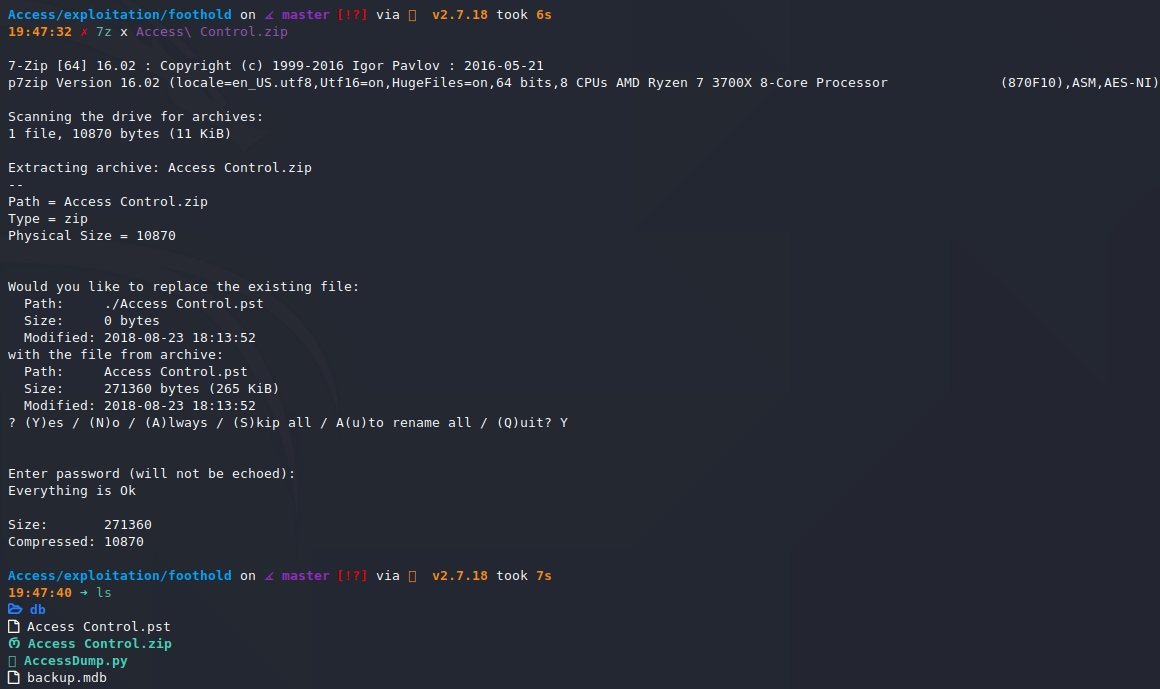 Access/exploitation/foothold on master [!?] via v2.7.18 took 6s
19:47:32 ✗ 7z x Access\ Control.zip
7-Zip [64] 16.02 : Copyright (c) 1999-2016 Igor Pavlov : 2016-05-21
p7zip Version 16.02 (locale=en_US.utf8,Utf16=on,HugeFiles=on,64 bits,8 CPUs AMD Ryzen 7 3700X 8-Core Processor              (870F10),ASM,AES-NI)
Scanning the drive for archives:
1 file, 10870 bytes (11 KiB)
Extracting archive: Access Control.zip
--
Path = Access Control.zip
Type = zip
Physical Size = 10870
Would you like to replace the existing file:
  Path:     ./Access Control.pst
  Size:     0 bytes
  Modified: 2018-08-23 18:13:52
with the file from archive:
  Path:     Access Control.pst
  Size:     271360 bytes (265 KiB)
  Modified: 2018-08-23 18:13:52
? (Y)es / (N)o / (A)lways / (S)kip all / A(u)to rename all / (Q)uit? Y
Enter password (will not be echoed):
Everything is Ok
Size:       271360
Compressed: 10870
Access/exploitation/foothold on master [!?] via v2.7.18 took 7s
19:47:40 ➜ ls
db
Access Control.pst
Access Control.zip
AccessDump.py
backup.mdb